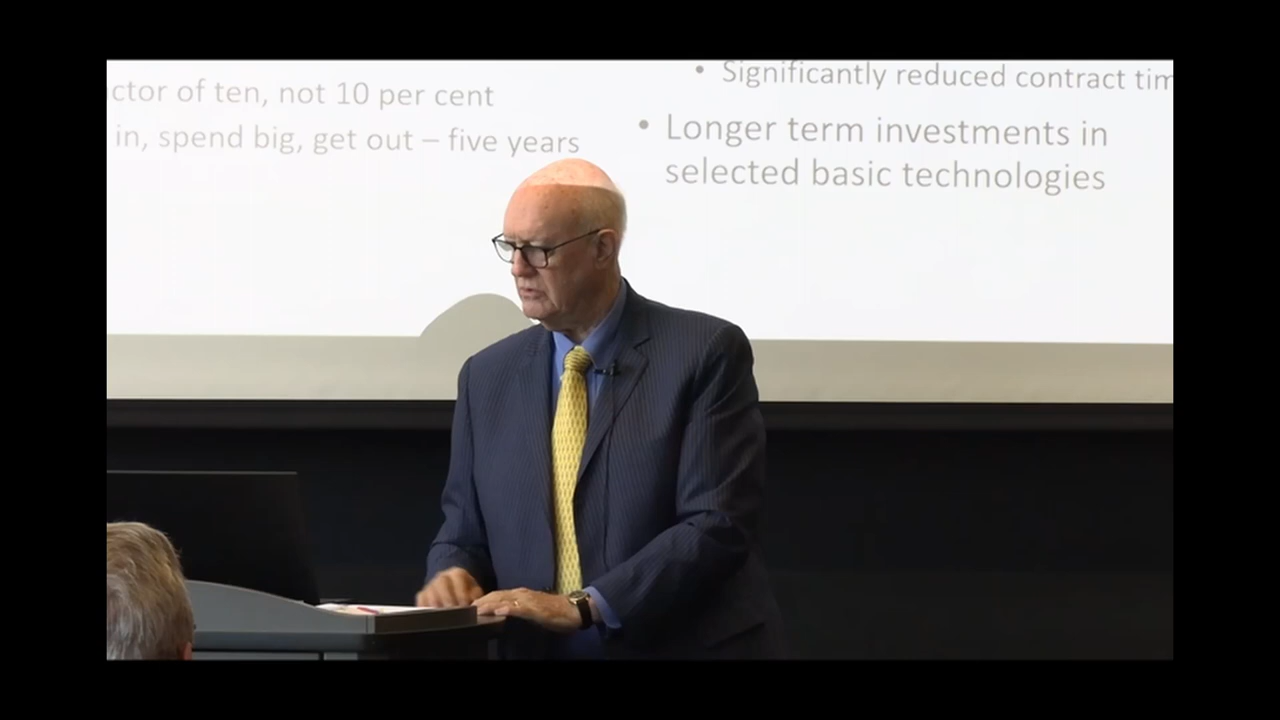 ctor of ten, not 10 per cent
in, spend big, get out – five years
• Significantly reduced contract tim
• Longer term investments in
selected basic technologies